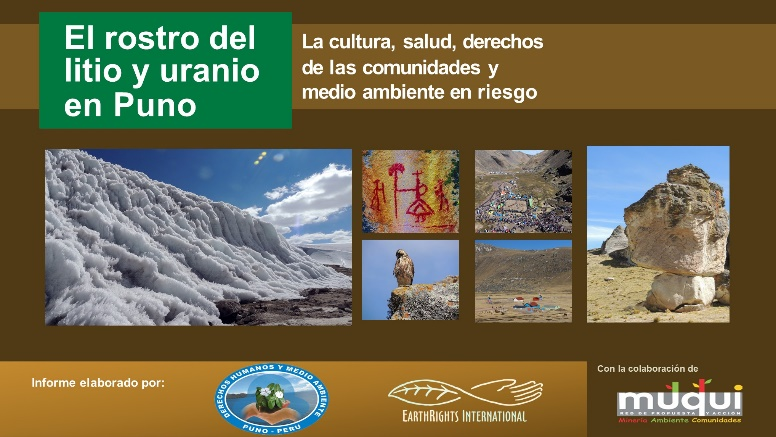 El rostro del
litio y uranio
en Puno
La cultura, salud, derechos
de las comunidades y
medio ambiente en riesgo
Informe elaborado por:
DERECHOS HUMANOS Y MEDIO AMBIENTE
PUNO - PERU
EARTHRIGHTS INTERNATIONAL
Con la colaboración de
muqui
RED DE PROPUESTA Y ACCIÓN
Minería Ambiente Comunidades